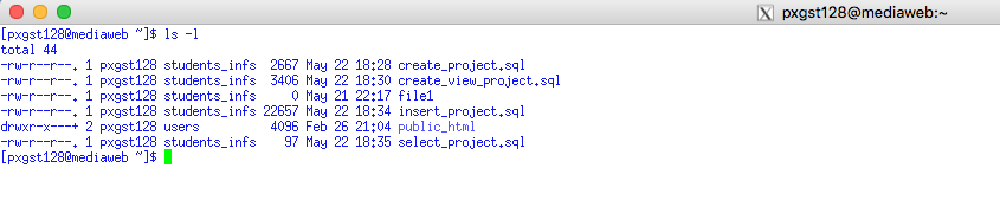 pxgst128@mediaweb:~
[pxgst128@mediaweb ~]$ ls -l
total 44
-rw-r--r--. 1 pxgst128 students_infs  2667 May 22 18:28 create_project.sql
-rw-r--r--. 1 pxgst128 students_infs  3406 May 22 18:30 create_view_project.sql
-rw-r--r--. 1 pxgst128 students_infs     0 May 21 22:17 file1
-rw-r--r--. 1 pxgst128 students_infs 22657 May 22 18:34 insert_project.sql
drwxr-x---+ 2 pxgst128 users          4096 Feb 26 21:04 public_html
-rw-r--r--. 1 pxgst128 students_infs    97 May 22 18:35 select_project.sql
[pxgst128@mediaweb ~]$